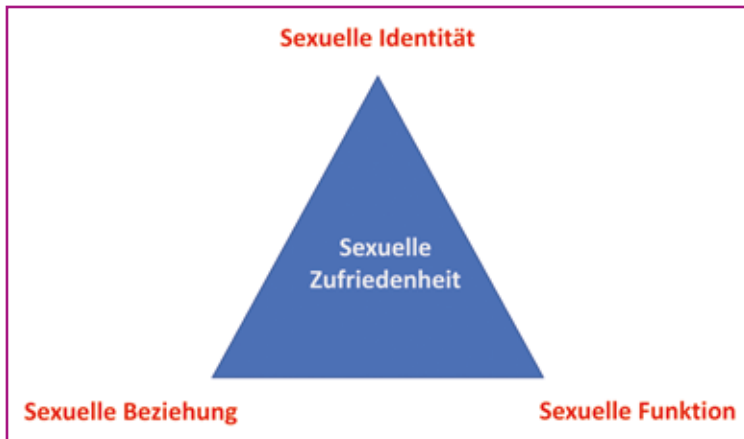 Sexuelle Identität
Sexuelle
Zufriedenheit
Sexuelle Beziehung
Sexuelle Funktion